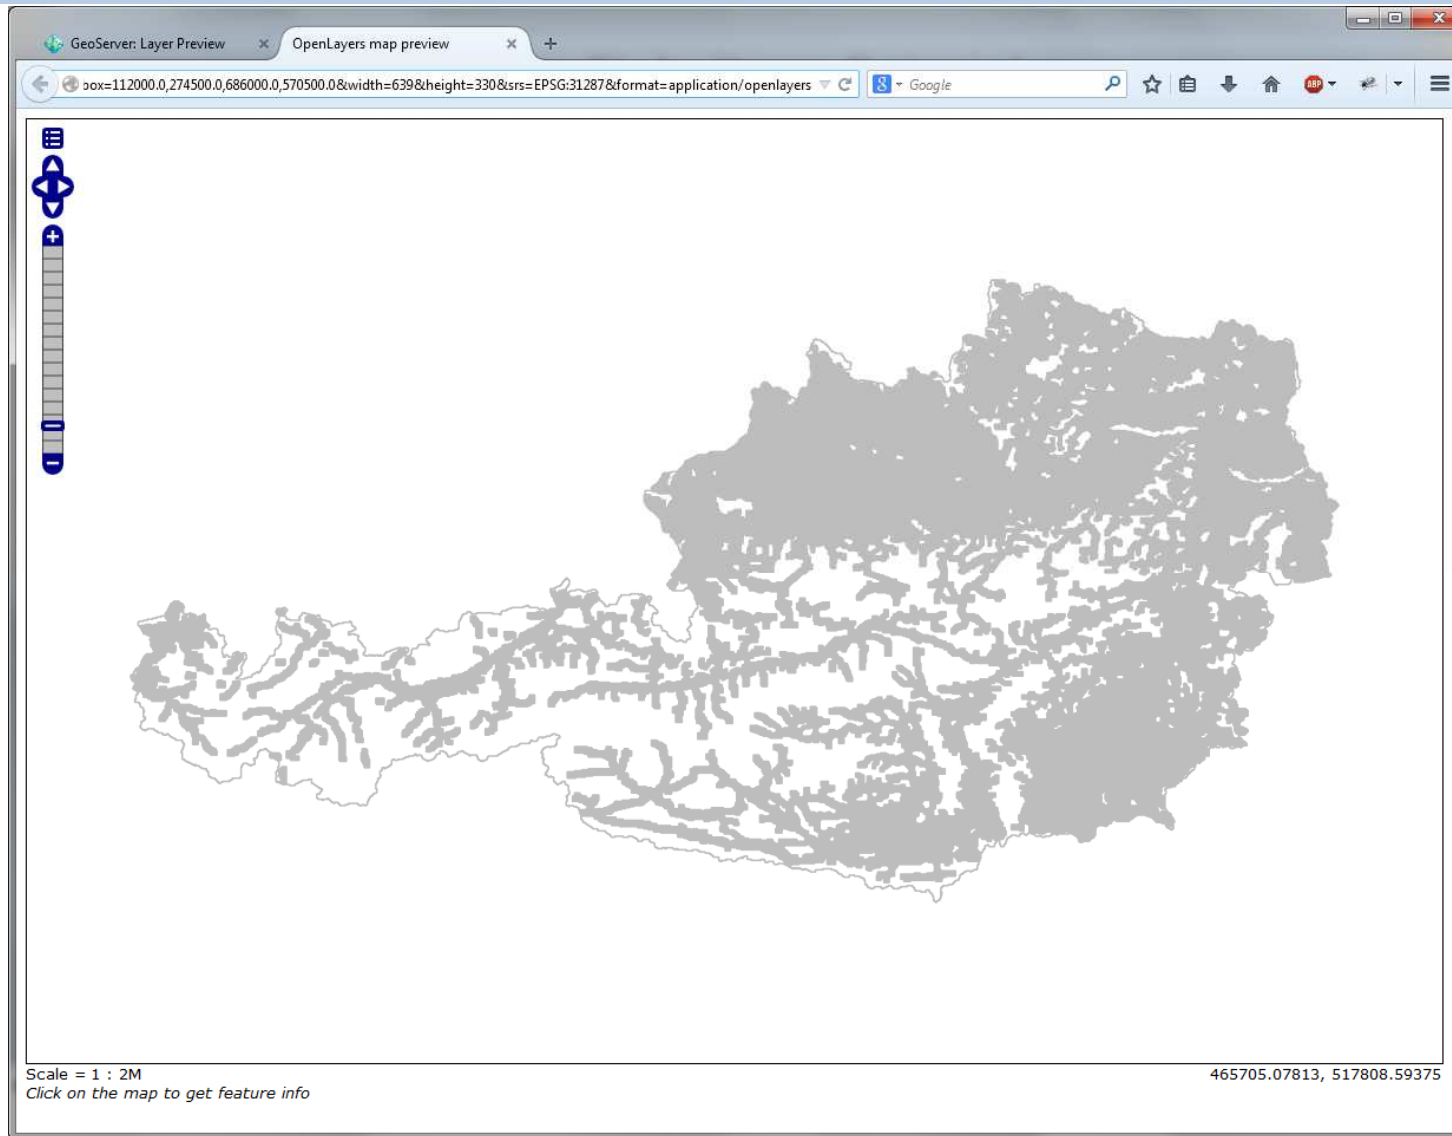 GeoServer: Layer Preview
OpenLayers map preview
box=112000.0,274500.0,686000.0,570500.0&width=639&height=330&srs=EPSG:31287&format=application/openlayers
8 Google
ABP
Scale = 1 : 2M
465705.07813, 517808.59375
Click on the map to get feature info